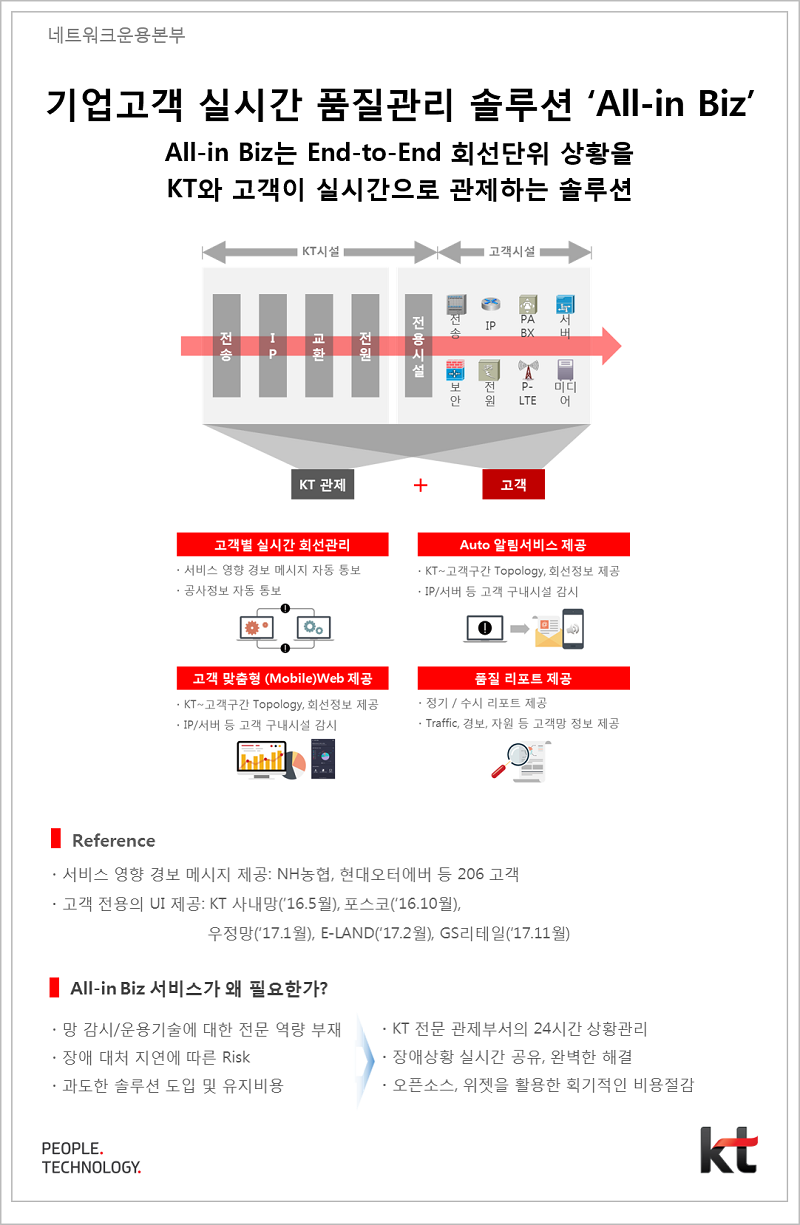 네트워크운용본부
기업고객 실시간 품질관리 솔루션 ‘All-in Biz’
All-in Biz는 End-to-End 회선단위 상황을
KT와 고객이 실시간으로 관제하는 솔루션
KT시설
고객시설
전송
IP
교환
전원
전용시설
전송
IP
PA
BX
서버
보안
전원
P-
LTE
미디어
KT 관제
+
고객
고객별 실시간 회선관리
· 서비스 영향 경보 메시지 자동 통보
· 공사정보 자동 통보
Auto 알림서비스 제공
· KT~고객구간 Topology, 회선정보 제공
· IP/서버 등 고객 구내시설 감시
고객 맞춤형 (Mobile)Web 제공
· KT~고객구간 Topology, 회선정보 제공
· IP/서버 등 고객 구내시설 감시
품질 리포트 제공
· 정기 / 수시 리포트 제공
· Traffic, 경보, 자원 등 고객망 정보 제공
Reference
· 서비스 영향 경보 메시지 제공: NH농협, 현대오터에버 등 206 고객
· 고객 전용의 UI 제공: KT 사내망(‘16.5월), 포스코(‘16.10월),
우정망(‘17.1월), E-LAND(‘17.2월), GS리테일(‘17.11월)
All-in Biz 서비스가 왜 필요한가?
· 망 감시/운용기술에 대한 전문 역량 부재
· 장애 대처 지연에 따른 Risk
· 과도한 솔루션 도입 및 유지비용
· KT 전문 관제부서의 24시간 상황관리
· 장애상황 실시간 공유, 완벽한 해결
· 오픈소스, 위젯을 활용한 획기적인 비용절감
PEOPLE.
TECHNOLOGY.
kt